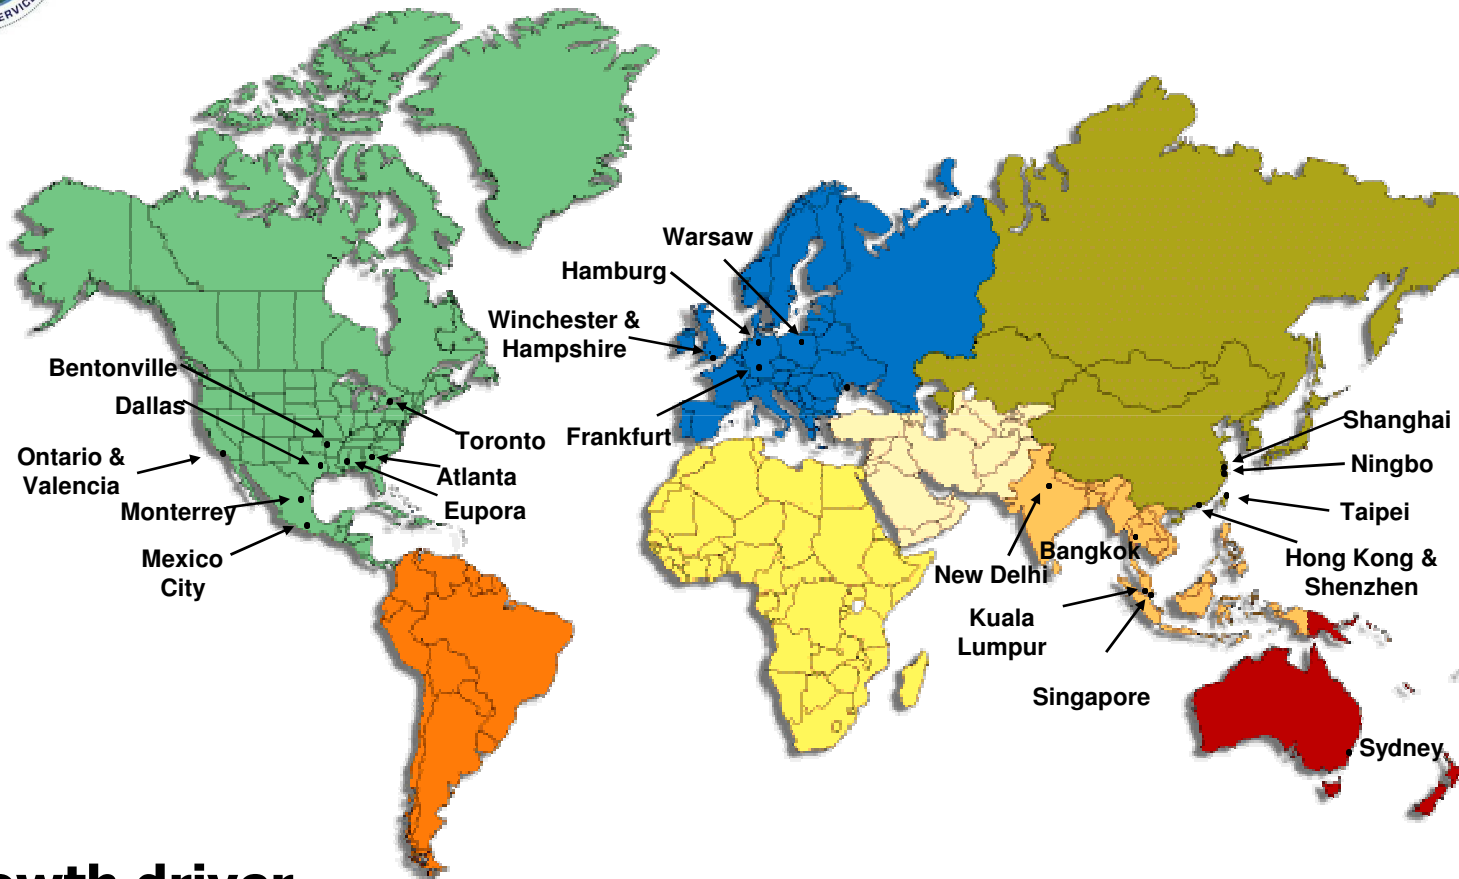 Warsaw
Hamburg
Winchester &
Hampshire
Frankfurt
Bentonville
Dallas
Ontario &
Valencia
Monterrey
Mexico
City
Toronto
Atlanta
Eupora
Shanghai
Ningbo
Taipei
Hong Kong &
Shenzhen
Bangkok
New Delhi
Kuala
Lumpur
Singapore
Sydney
driver